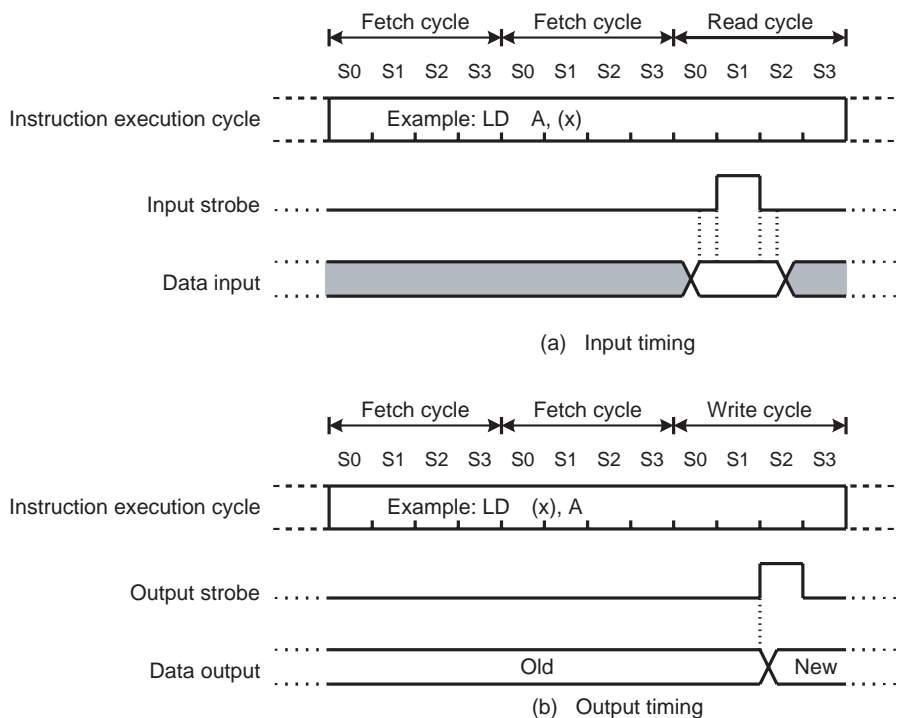 Fetch cycle Fetch cycle Read cycle
S0 S1 S2 S3 S0 S1 S2 S3 S0 S1 S2 S3
Instruction execution cycle Example: LD A, (x)
Input strobe
Data input
(a) Input timing
Fetch cycle Fetch cycle Write cycle
S0 S1 S2 S3 S0 S1 S2 S3 S0 S1 S2 S3
Instruction execution cycle Example: LD (x), A
Output strobe
Data output Old New
(b) Output timing